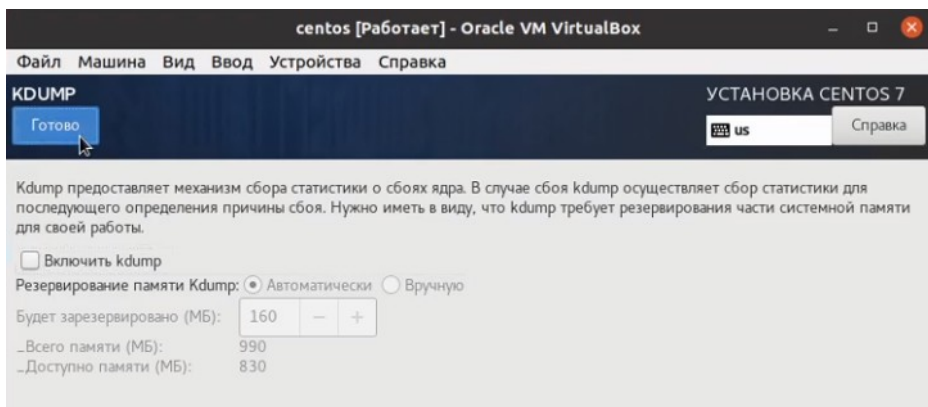 centos [Работает] - Oracle VM VirtualBox
Файл Машина Вид Ввод Устройства Справка
KDUMP
УСТАНОВКА CENTOS 7
Готово
us
Справка
Kdump предоставляет механизм сбора статистики о сбоях ядра. В случае сбоя kdump осуществляет сбор статистики для
последующего определения причины сбоя. Нужно иметь в виду, что kdump требует резервирования части системной памяти
для своей работы.
Включить kdump
Резервирование памяти Kdump: Автоматически Вручную
Будет зарезервировано (МБ): 160 − +
_Всего памяти (МБ): 990
_Доступно памяти (МБ): 830